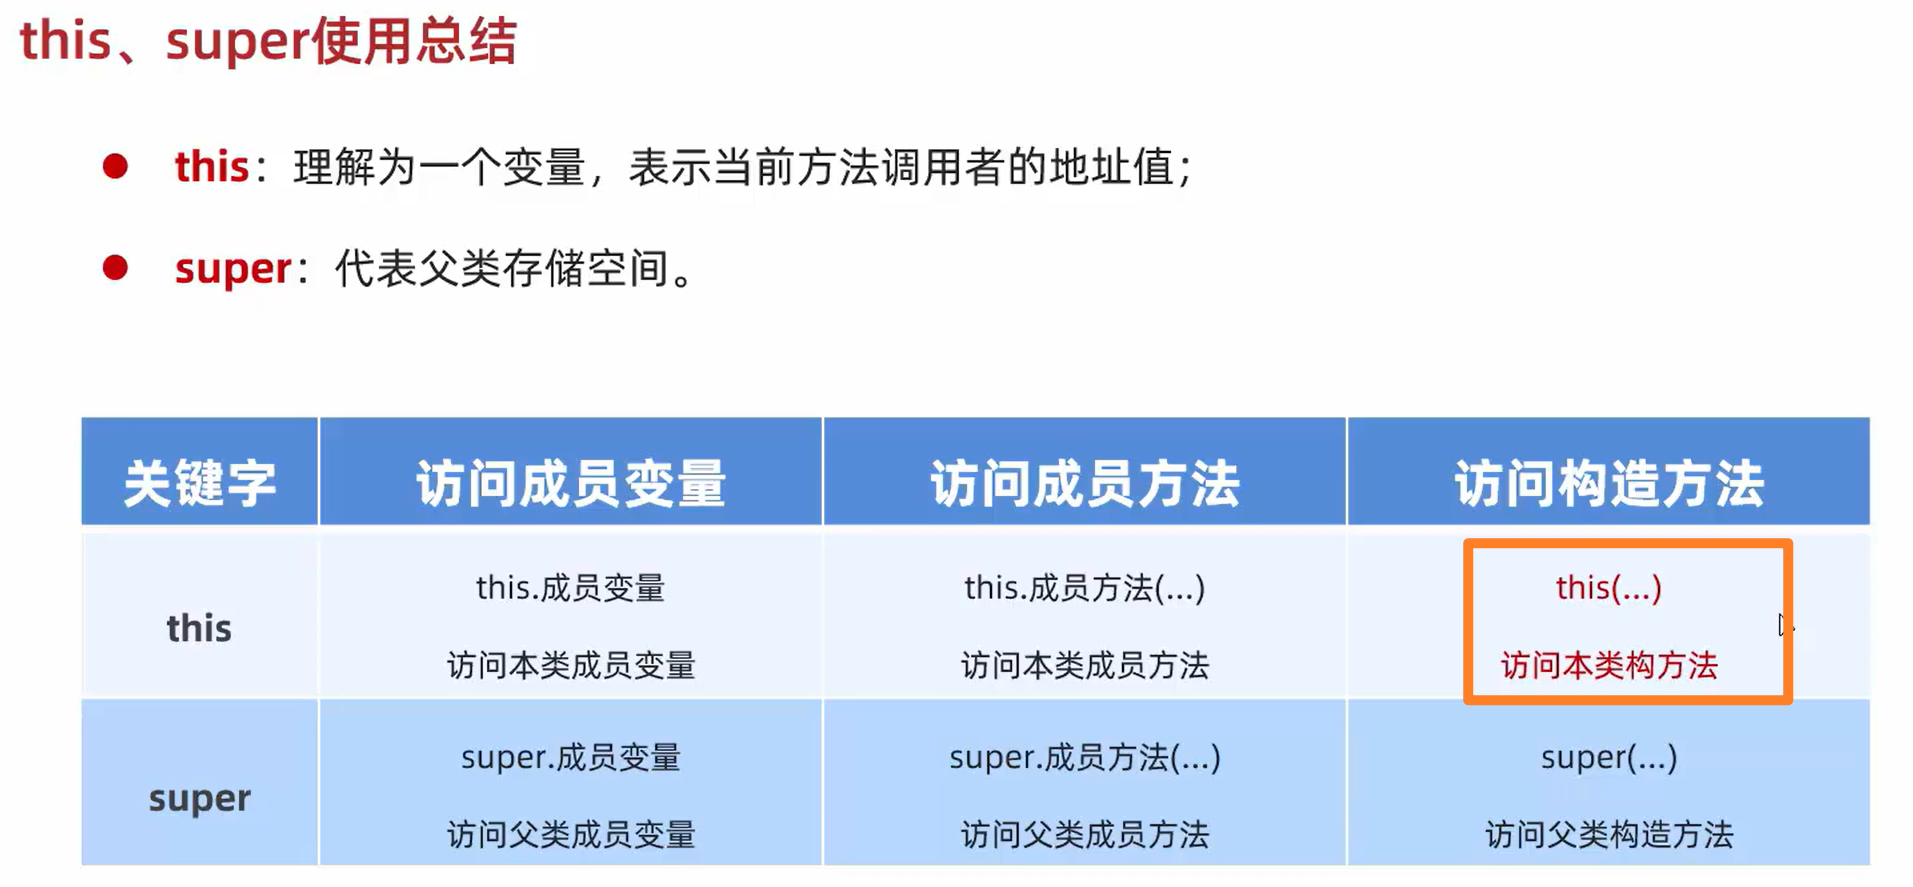 this、super使用总结
this：理解为一个变量，表示当前方法调用者的地址值；
super：代表父类存储空间。
关键字 访问成员变量 访问成员方法 访问构造方法
this
this.成员变量
访问本类成员变量
this.成员方法(...)
访问本类成员方法
this(...)
访问本类构方法
super
super.成员变量
访问父类成员变量
super.成员方法(...)
访问父类成员方法
super(...)
访问父类构造方法